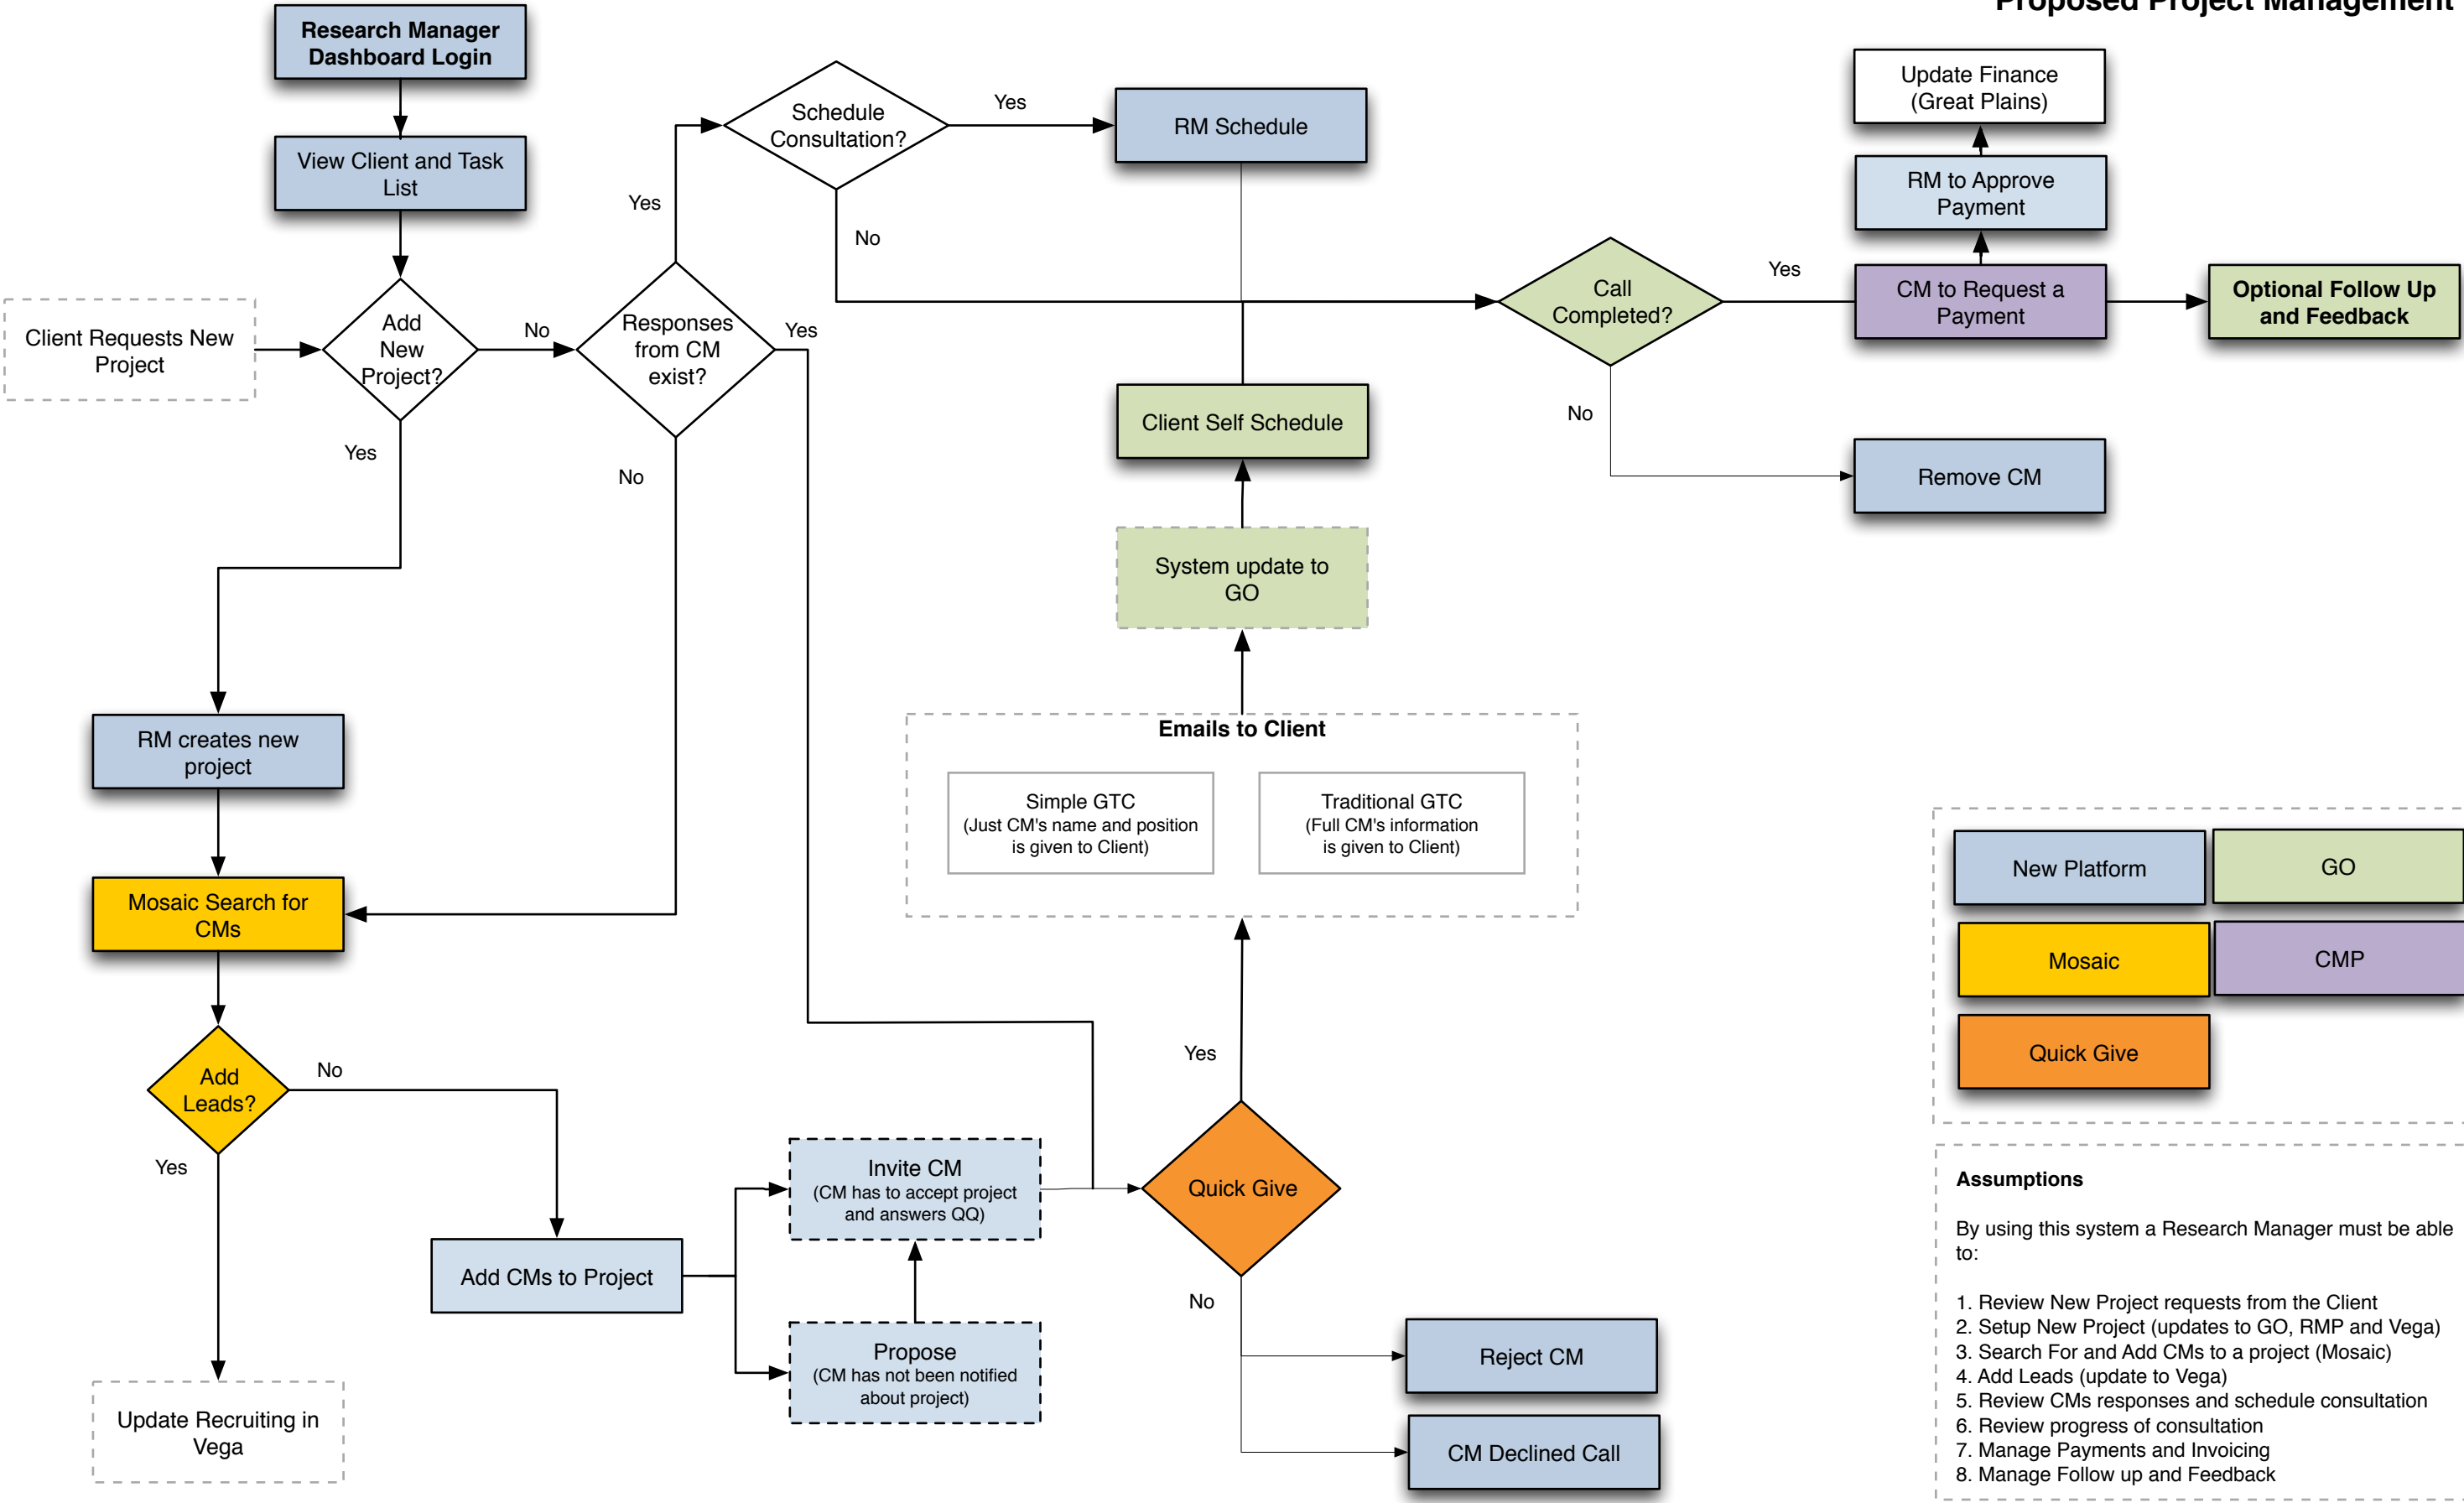 Proposed Project Management
Research Manager
Dashboard Login
View Client and Task
List
Client Requests New
Project
Add
New
Project?
No
Yes
Responses
from CM
exist?
Yes
Yes
No
Schedule
Consultation?
Yes
No
RM Schedule
Client Self Schedule
System update to
GO
Call
Completed?
Yes
No
Update Finance
(Great Plains)
RM to Approve
Payment
CM to Request a
Payment
Optional Follow Up
and Feedback
Remove CM
RM creates new
project
Mosaic Search for
CMs
Add
Leads?
No
Yes
Update Recruiting in
Vega
Add CMs to Project
Invite CM
(CM has to accept project
and answers QQ)
Propose
(CM has not been notified
about project)
Emails to Client
Simple GTC
(Just CM's name and position
is given to Client)
Traditional GTC
(Full CM's information
is given to Client)
Yes
Quick Give
No
Reject CM
CM Declined Call
New Platform
GO
Mosaic
CMP
Quick Give
Assumptions
By using this system a Research Manager must be able
to:
1. Review New Project requests from the Client
2. Setup New Project (updates to GO, RMP and Vega)
3. Search For and Add CMs to a project (Mosaic)
4. Add Leads (update to Vega)
5. Review CMs responses and schedule consultation
6. Review progress of consultation
7. Manage Payments and Invoicing
8. Manage Follow up and Feedback